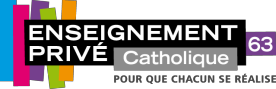 ENSEIGNEMENT
PRIVÉ Catholique 63
POUR QUE CHACUN SE RÉALISE